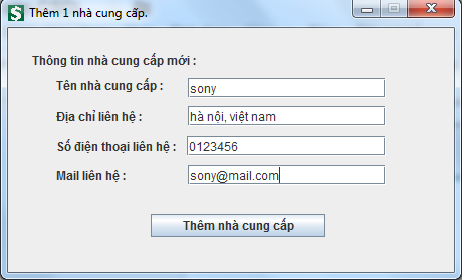 Thêm 1 nhà cung cấp.
Thông tin nhà cung cấp mới :
Tên nhà cung cấp : sony
Địa chỉ liên hệ : hà nội, việt nam
Số điện thoại liên hệ : 0123456
Mail liên hệ : sony@mail.com
Thêm nhà cung cấp